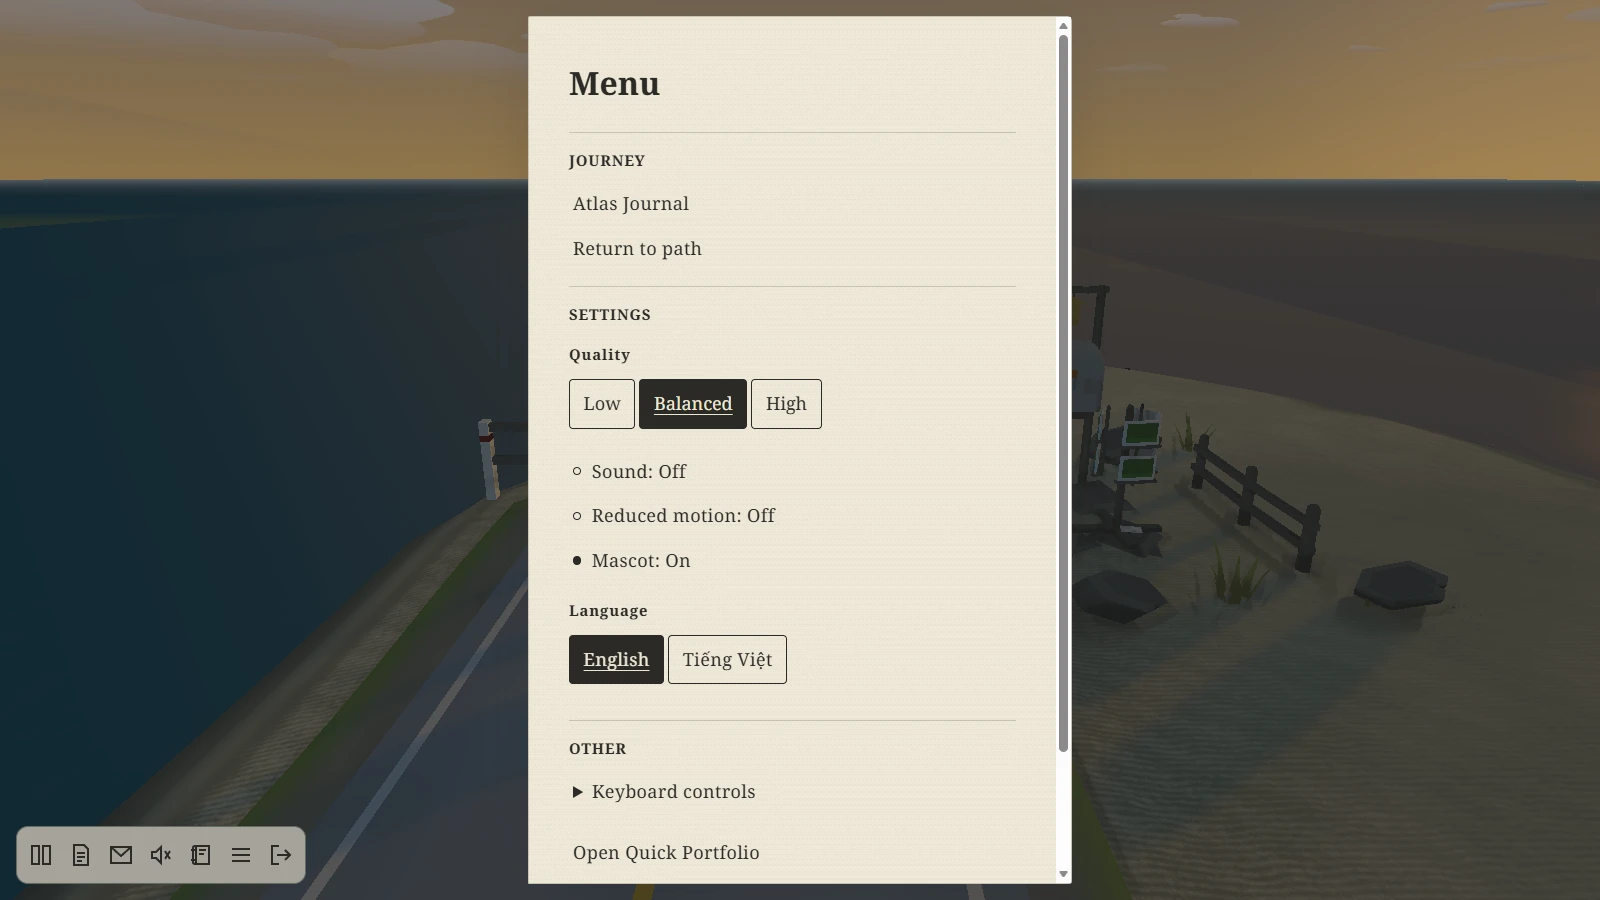 Menu
JOURNEY
Atlas Journal
Return to path
SETTINGS
Quality
Low Balanced High
Sound: Off
Reduced motion: Off
Mascot: On
Language
English Tiếng Việt
OTHER
Keyboard controls
Open Quick Portfolio